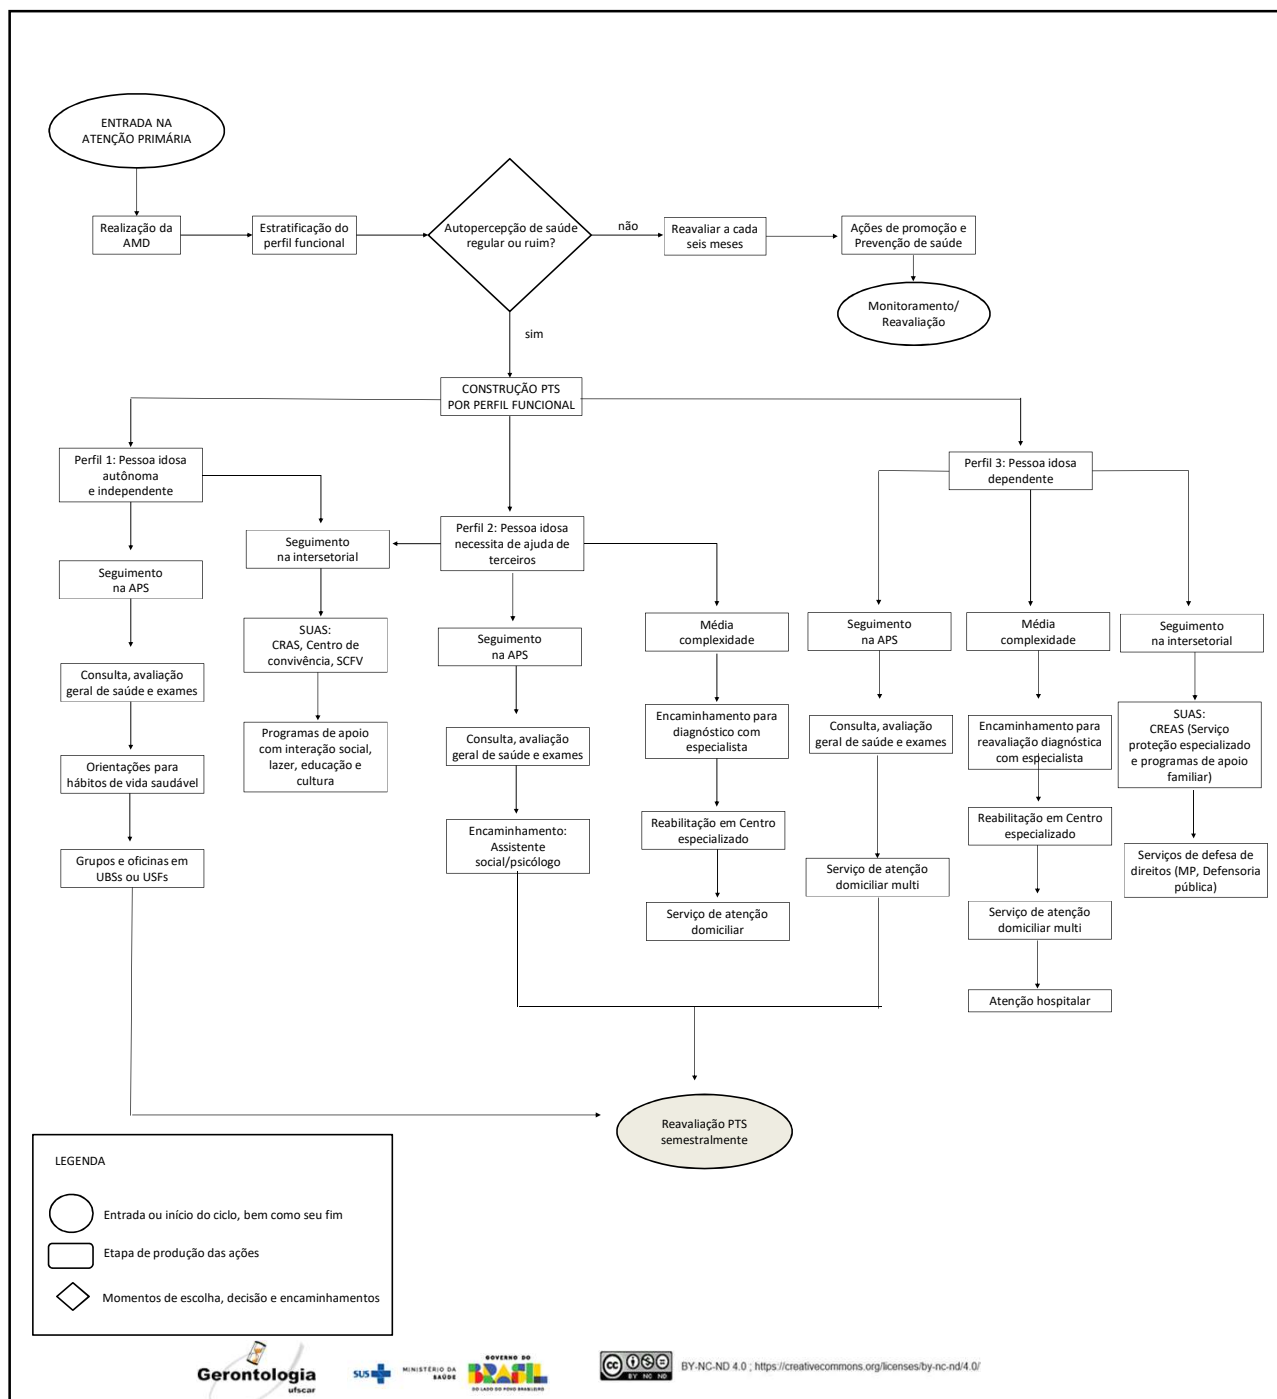 ENTRADA NA
ATENÇÃO PRIMÁRIA
Realização da
AMD
Estratificação do
perfil funcional
Autopercepção de saúde
regular ou ruim?
não
Reavaliar a cada
seis meses
Ações de promoção e
Prevenção de saúde
Monitoramento/
Reavaliação
sim
CONSTRUÇÃO PTS
POR PERFIL FUNCIONAL
Perfil 1: Pessoa idosa
autônoma
e independente
Seguimento
na APS
Consulta, avaliação
geral de saúde e exames
Orientações para
hábitos de vida saudável
Grupos e oficinas em
UBSs ou USFs
Seguimento
na intersetorial
SUAS:
CRAS, Centro de
convivência, SCFV
Programas de apoio
com interação social,
lazer, educação e
cultura
Perfil 2: Pessoa idosa
necessita de ajuda de
terceiros
Seguimento
na APS
Consulta, avaliação
geral de saúde e exames
Encaminhamento:
Assistente
social/psicólogo
Média
complexidade
Encaminhamento para
diagnóstico com
especialista
Reabilitação em Centro
especializado
Serviço de atenção
domiciliar
Perfil 3: Pessoa idosa
dependente
Seguimento
na APS
Consulta, avaliação
geral de saúde e exames
Serviço de atenção
domiciliar multi
Média
complexidade
Encaminhamento para
reavaliação diagnóstica
com especialista
Reabilitação em Centro
especializado
Serviço de atenção
domiciliar multi
Atenção hospitalar
Seguimento
na intersetorial
SUAS:
CREAS (Serviço
proteção especializado
e programas de apoio
familiar)
Serviços de defesa de
direitos (MP, Defensoria
pública)
Reavaliação PTS
semestralmente
LEGENDA
Entrada ou início do ciclo, bem como seu fim
Etapa de produção das ações
Momentos de escolha, decisão e encaminhamentos
Gerontologia
ufscar
SUS
MINISTÉRIO DA
SAÚDE
GOVERNO DO
BRASIL
DO LADO DO POVO BRASILEIRO
cc
BY NC ND
BY-NC-ND 4.0 ; https://creativecommons.org/licenses/by-nc-nd/4.0/